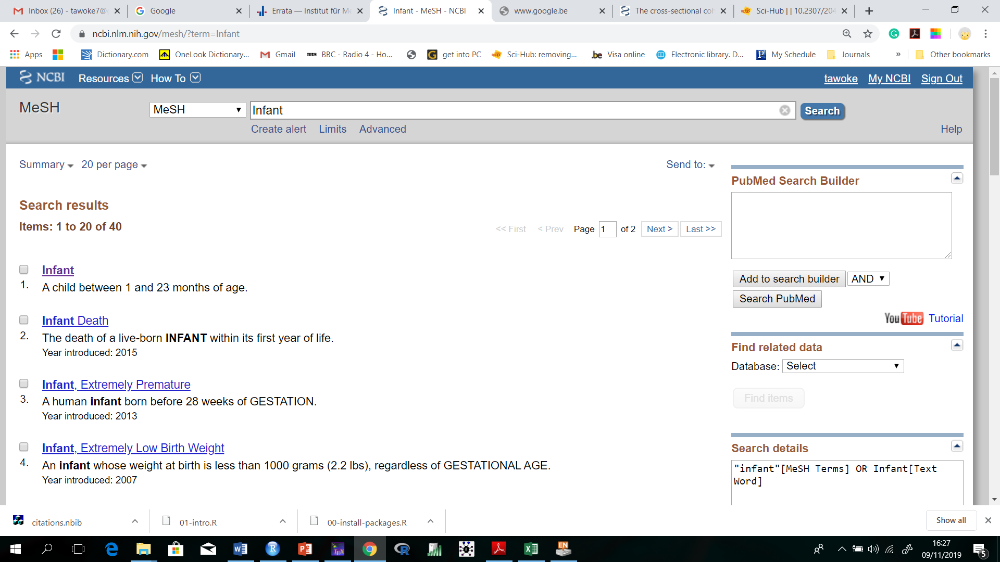 Inbox (26) - tawoke7@
Google
Errata — Institut für Me
Infant - MeSH - NCBI
www.google.be
The cross-sectional coh
Sci-Hub | | 10.2307/204
ncbi.nlm.nih.gov/mesh/?term=Infant
Apps
Dictionary.com
OneLook Dictionary...
Gmail
BBC BBC - Radio 4 - Ho...
get into PC
Sci-Hub: removing...
.be Visa online
Electronic library. D...
My Schedule
Journals
»
Other bookmarks
NCBI Resources How To
tawoke My NCBI Sign Out
MeSH
MeSH
Infant
Search
Create alert Limits Advanced
Help
Summary 20 per page
Send to:
Search results
Items: 1 to 20 of 40
<< First < Prev Page 1 of 2 Next > Last >>
Infant
1. A child between 1 and 23 months of age.
Infant Death
2. The death of a live-born INFANT within its first year of life.
Year introduced: 2015
Infant, Extremely Premature
3. A human infant born before 28 weeks of GESTATION.
Year introduced: 2013
Infant, Extremely Low Birth Weight
4. An infant whose weight at birth is less than 1000 grams (2.2 lbs), regardless of GESTATIONAL AGE.
Year introduced: 2007
PubMed Search Builder
Add to search builder AND
Search PubMed
YouTube Tutorial
Find related data
Database: Select
Find items
Search details
"infant"[MeSH Terms] OR Infant[Text
Word]
citations.nbib
01-intro.R
00-install-packages.R
Show all
16:27
09/11/2019
5